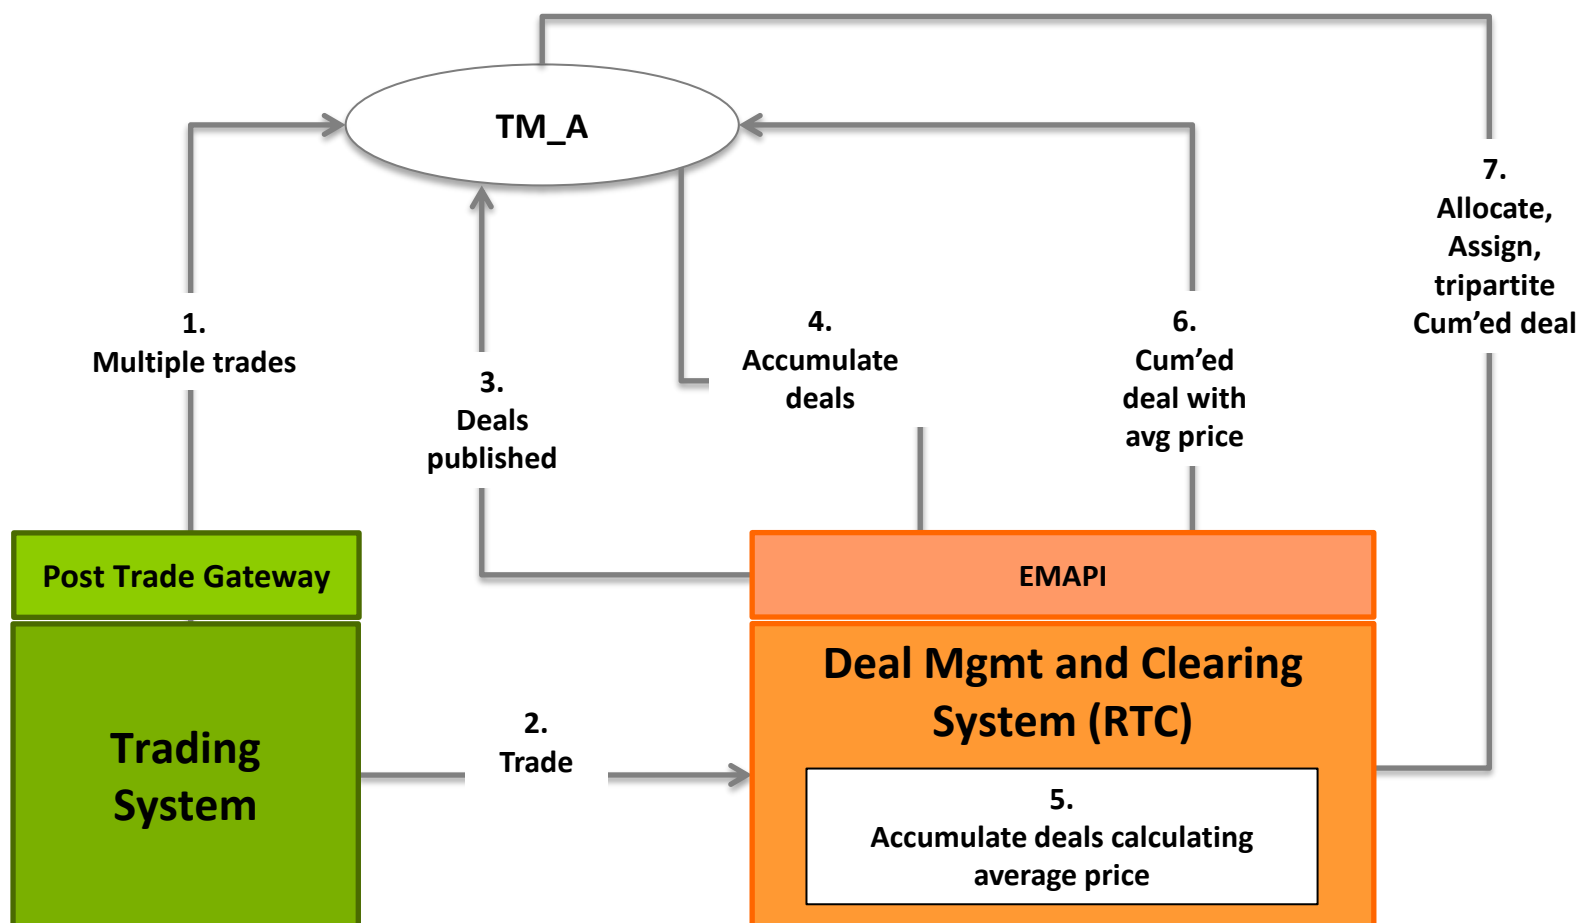 TM_A
1.
Multiple trades
2.
Trade
3.
Deals
published
4.
Accumulate
deals
6.
Cum’ed
deal with
avg price
7.
Allocate,
Assign,
tripartite
Cum’ed deal
Post Trade Gateway
Trading
System
EMAPI
Deal Mgmt and Clearing
System (RTC)
5.
Accumulate deals calculating
average price